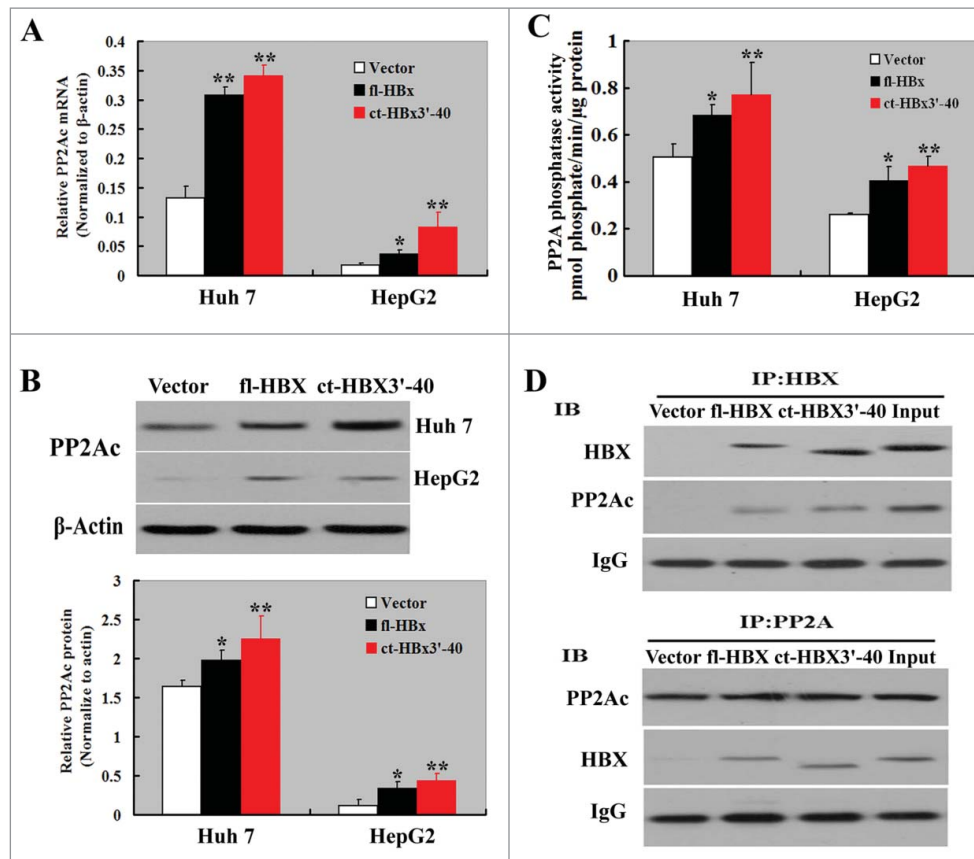 A
Relative PP2Ac mRNA
(Normalized to β-actin)
0.4
0.35
0.3
0.25
0.2
0.15
0.1
0.05
0
** **
* **
Vector
fl-HBx
ct-HBx3'-40
Huh 7 HepG2
C
PP2A phosphatase activity
pmol phosphate/min/μg protein
1
0.8
0.6
0.4
0.2
0
* **
* **
Vector
fl-HBx
ct-HBx3'-40
Huh 7 HepG2
B
Vector fl-HBX ct-HBX3'-40
PP2Ac
Huh 7
HepG2
β-Actin
Relative PP2Ac protein
(Normalize to actin)
3
2.5
2
1.5
1
0.5
0
* **
* **
Vector
fl-HBx
ct-HBx3'-40
Huh 7 HepG2
D
IP:HBX
IB Vector fl-HBX ct-HBX3'-40 Input
HBX
PP2Ac
IgG
IP:PP2A
IB Vector fl-HBX ct-HBX3'-40 Input
PP2Ac
HBX
IgG